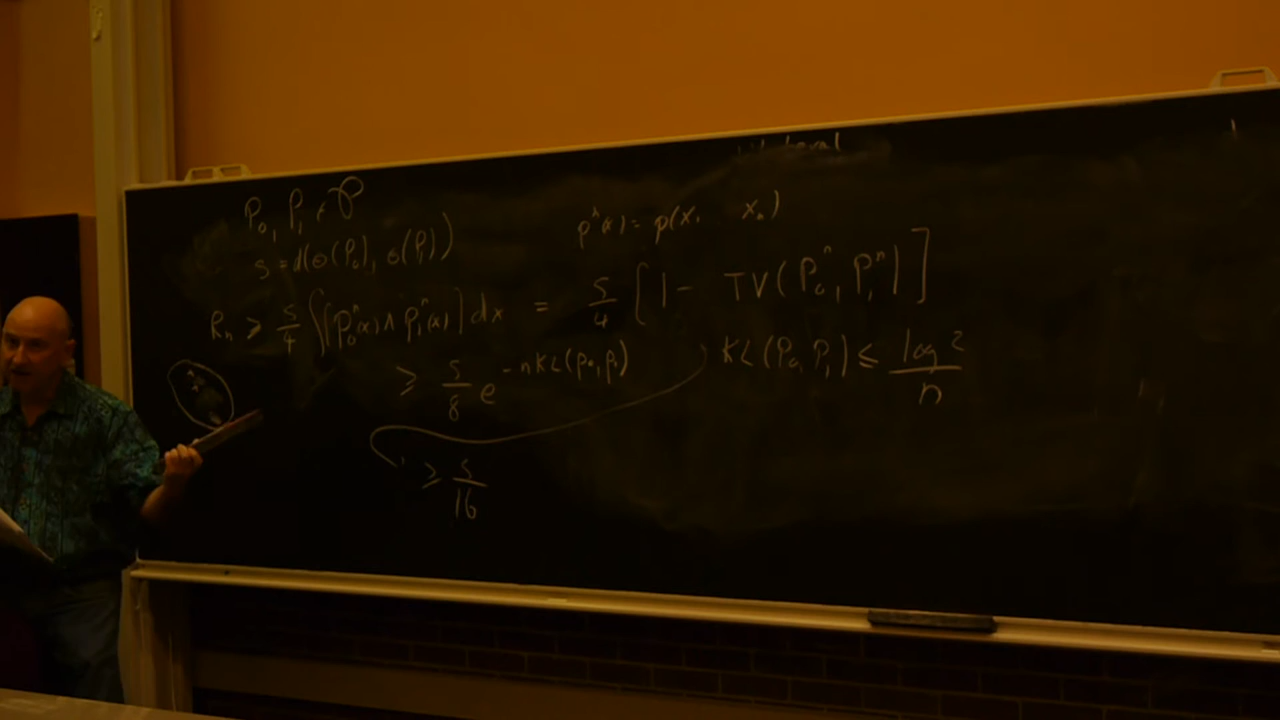 P₀, P₁ ∈ 𝒫
s = d(θ(P₀), θ(P₁))
pⁿ(x) = p(x₁ xₙ)
Rₙ ≥ s/4 ∫[p₀ⁿ(x) ∧ p₁ⁿ(x)] dx = s/4 [1 - TV(P₀ⁿ, P₁ⁿ)]
≥ s/8 e^{-nKL(P₀,P₁)} KL(P₀, P₁) ≤ log 2 / n
≥ s/16